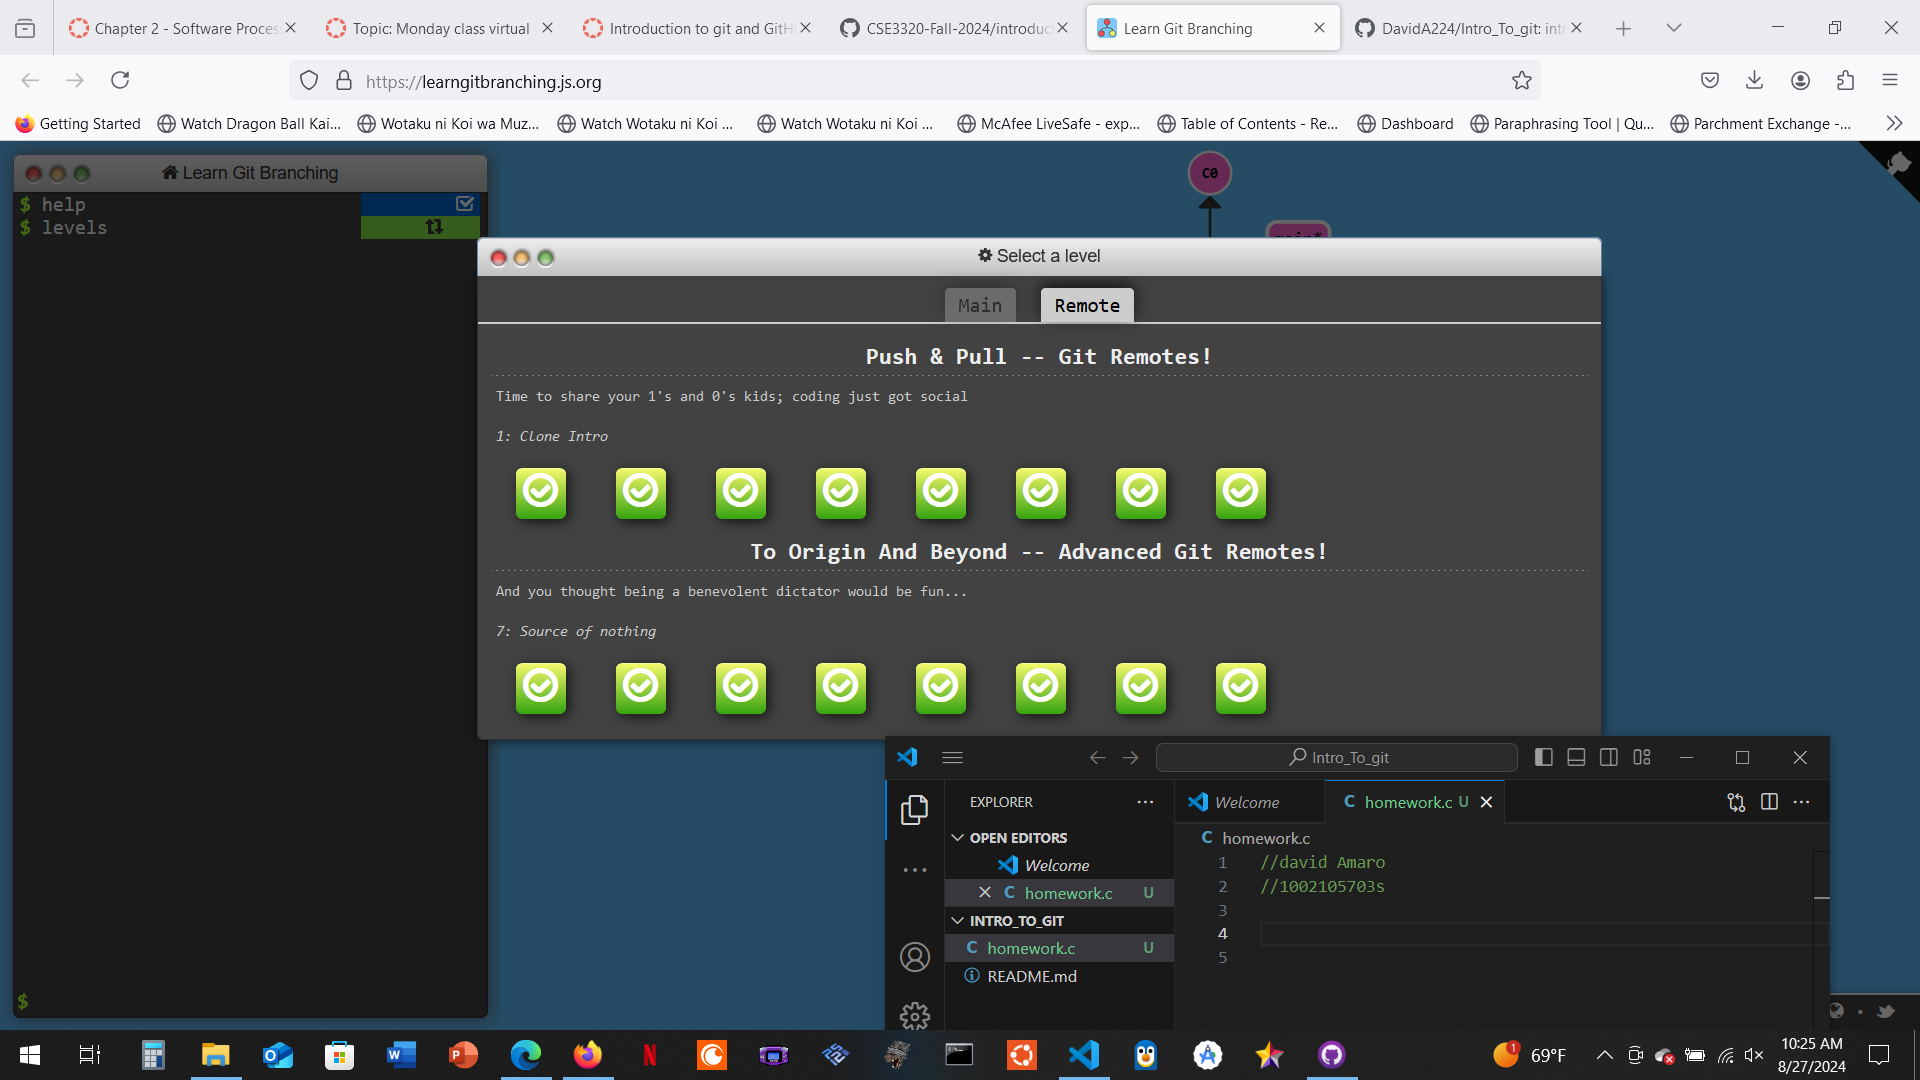 Chapter 2 - Software Proces
Topic: Monday class virtual
Introduction to git and GitH
CSE3320-Fall-2024/introduc
Learn Git Branching
DavidA224/Intro_To_git: int
https://learngitbranching.js.org
Getting Started
Watch Dragon Ball Kai...
Wotaku ni Koi wa Muz...
Watch Wotaku ni Koi ...
Watch Wotaku ni Koi ...
McAfee LiveSafe - exp...
Table of Contents - Re...
Dashboard
Paraphrasing Tool | Qu...
Parchment Exchange -...
Learn Git Branching
$ help
$ levels
C0
main*
Select a level
Main
Remote
Push & Pull -- Git Remotes!
Time to share your 1's and 0's kids; coding just got social
1: Clone Intro
To Origin And Beyond -- Advanced Git Remotes!
And you thought being a benevolent dictator would be fun...
7: Source of nothing
$
Intro_To_git
EXPLORER
OPEN EDITORS
Welcome
C homework.c U
INTRO_TO_GIT
C homework.c U
README.md
Welcome
C homework.c U
C homework.c
1 //david Amaro
2 //1002105703s
3
4
5
69°F
10:25 AM
8/27/2024